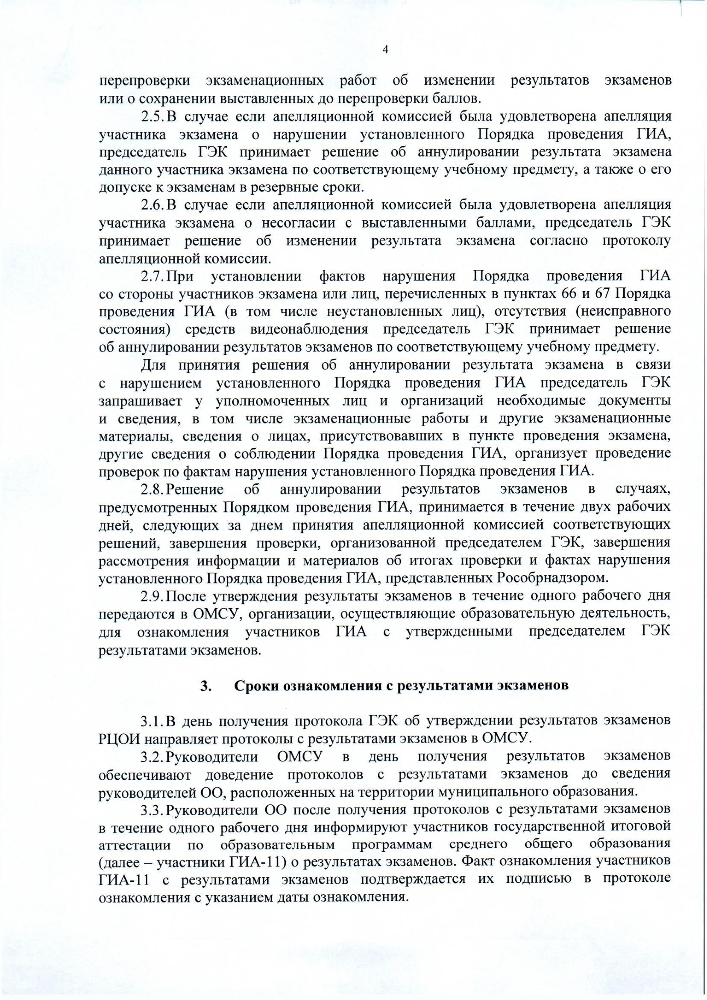 4
перепроверки экзаменационных работ об изменении результатов экзаменов
или о сохранении выставленных до перепроверки баллов.
2.5. В случае если апелляционной комиссией была удовлетворена апелляция
участника экзамена о нарушении установленного Порядка проведения ГИА,
председатель ГЭК принимает решение об аннулировании результата экзамена
данного участника экзамена по соответствующему учебному предмету, а также о его
допуске к экзаменам в резервные сроки.
2.6. В случае если апелляционной комиссией была удовлетворена апелляция
участника экзамена о несогласии с выставленными баллами, председатель ГЭК
принимает решение об изменении результата экзамена согласно протоколу
апелляционной комиссии.
2.7. При установлении фактов нарушения Порядка проведения ГИА
со стороны участников экзамена или лиц, перечисленных в пунктах 66 и 67 Порядка
проведения ГИА (в том числе неустановленных лиц), отсутствия (неисправного
состояния) средств видеонаблюдения председатель ГЭК принимает решение
об аннулировании результатов экзаменов по соответствующему учебному предмету.
Для принятия решения об аннулировании результата экзамена в связи
с нарушением установленного Порядка проведения ГИА председатель ГЭК
запрашивает у уполномоченных лиц и организаций необходимые документы
и сведения, в том числе экзаменационные работы и другие экзаменационные
материалы, сведения о лицах, присутствовавших в пункте проведения экзамена,
другие сведения о соблюдении Порядка проведения ГИА, организует проведение
проверок по фактам нарушения установленного Порядка проведения ГИА.
2.8. Решение об аннулировании результатов экзаменов в случаях,
предусмотренных Порядком проведения ГИА, принимается в течение двух рабочих
дней, следующих за днем принятия апелляционной комиссией соответствующих
решений, завершения проверки, организованной председателем ГЭК, завершения
рассмотрения информации и материалов об итогах проверки и фактах нарушения
установленного Порядка проведения ГИА, представленных Рособрнадзором.
2.9. После утверждения результаты экзаменов в течение одного рабочего дня
передаются в ОМСУ, организации, осуществляющие образовательную деятельность,
для ознакомления участников ГИА с утвержденными председателем ГЭК
результатами экзаменов.
3. Сроки ознакомления с результатами экзаменов
3.1. В день получения протокола ГЭК об утверждении результатов экзаменов
РЦОИ направляет протоколы с результатами экзаменов в ОМСУ.
3.2. Руководители ОМСУ в день получения результатов экзаменов
обеспечивают доведение протоколов с результатами экзаменов до сведения
руководителей ОО, расположенных на территории муниципального образования.
3.3. Руководители ОО после получения протоколов с результатами экзаменов
в течение одного рабочего дня информируют участников государственной итоговой
аттестации по образовательным программам среднего общего образования
(далее – участники ГИА-11) о результатах экзаменов. Факт ознакомления участников
ГИА-11 с результатами экзаменов подтверждается их подписью в протоколе
ознакомления с указанием даты ознакомления.